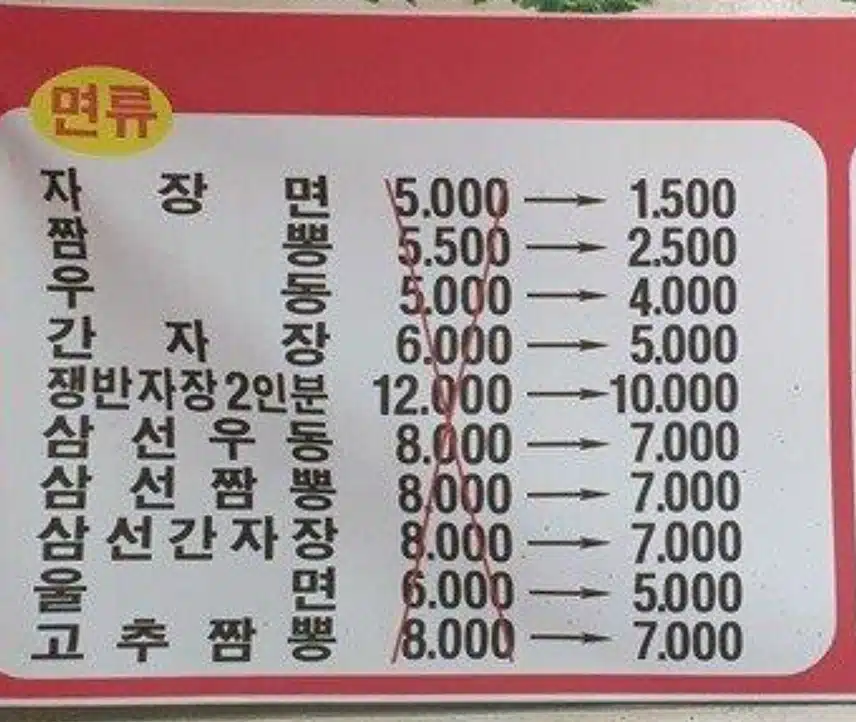 면류
자장면 5.000 → 1.500
짬뽕 5.500 → 2.500
우동 5.000 → 4.000
간자장 6.000 → 5.000
쟁반자장2인분 12.000 → 10.000
삼선우동 8.000 → 7.000
삼선짬뽕 8.000 → 7.000
삼선간자장 8.000 → 7.000
울면 6.000 → 5.000
고추짬뽕 8.000 → 7.000